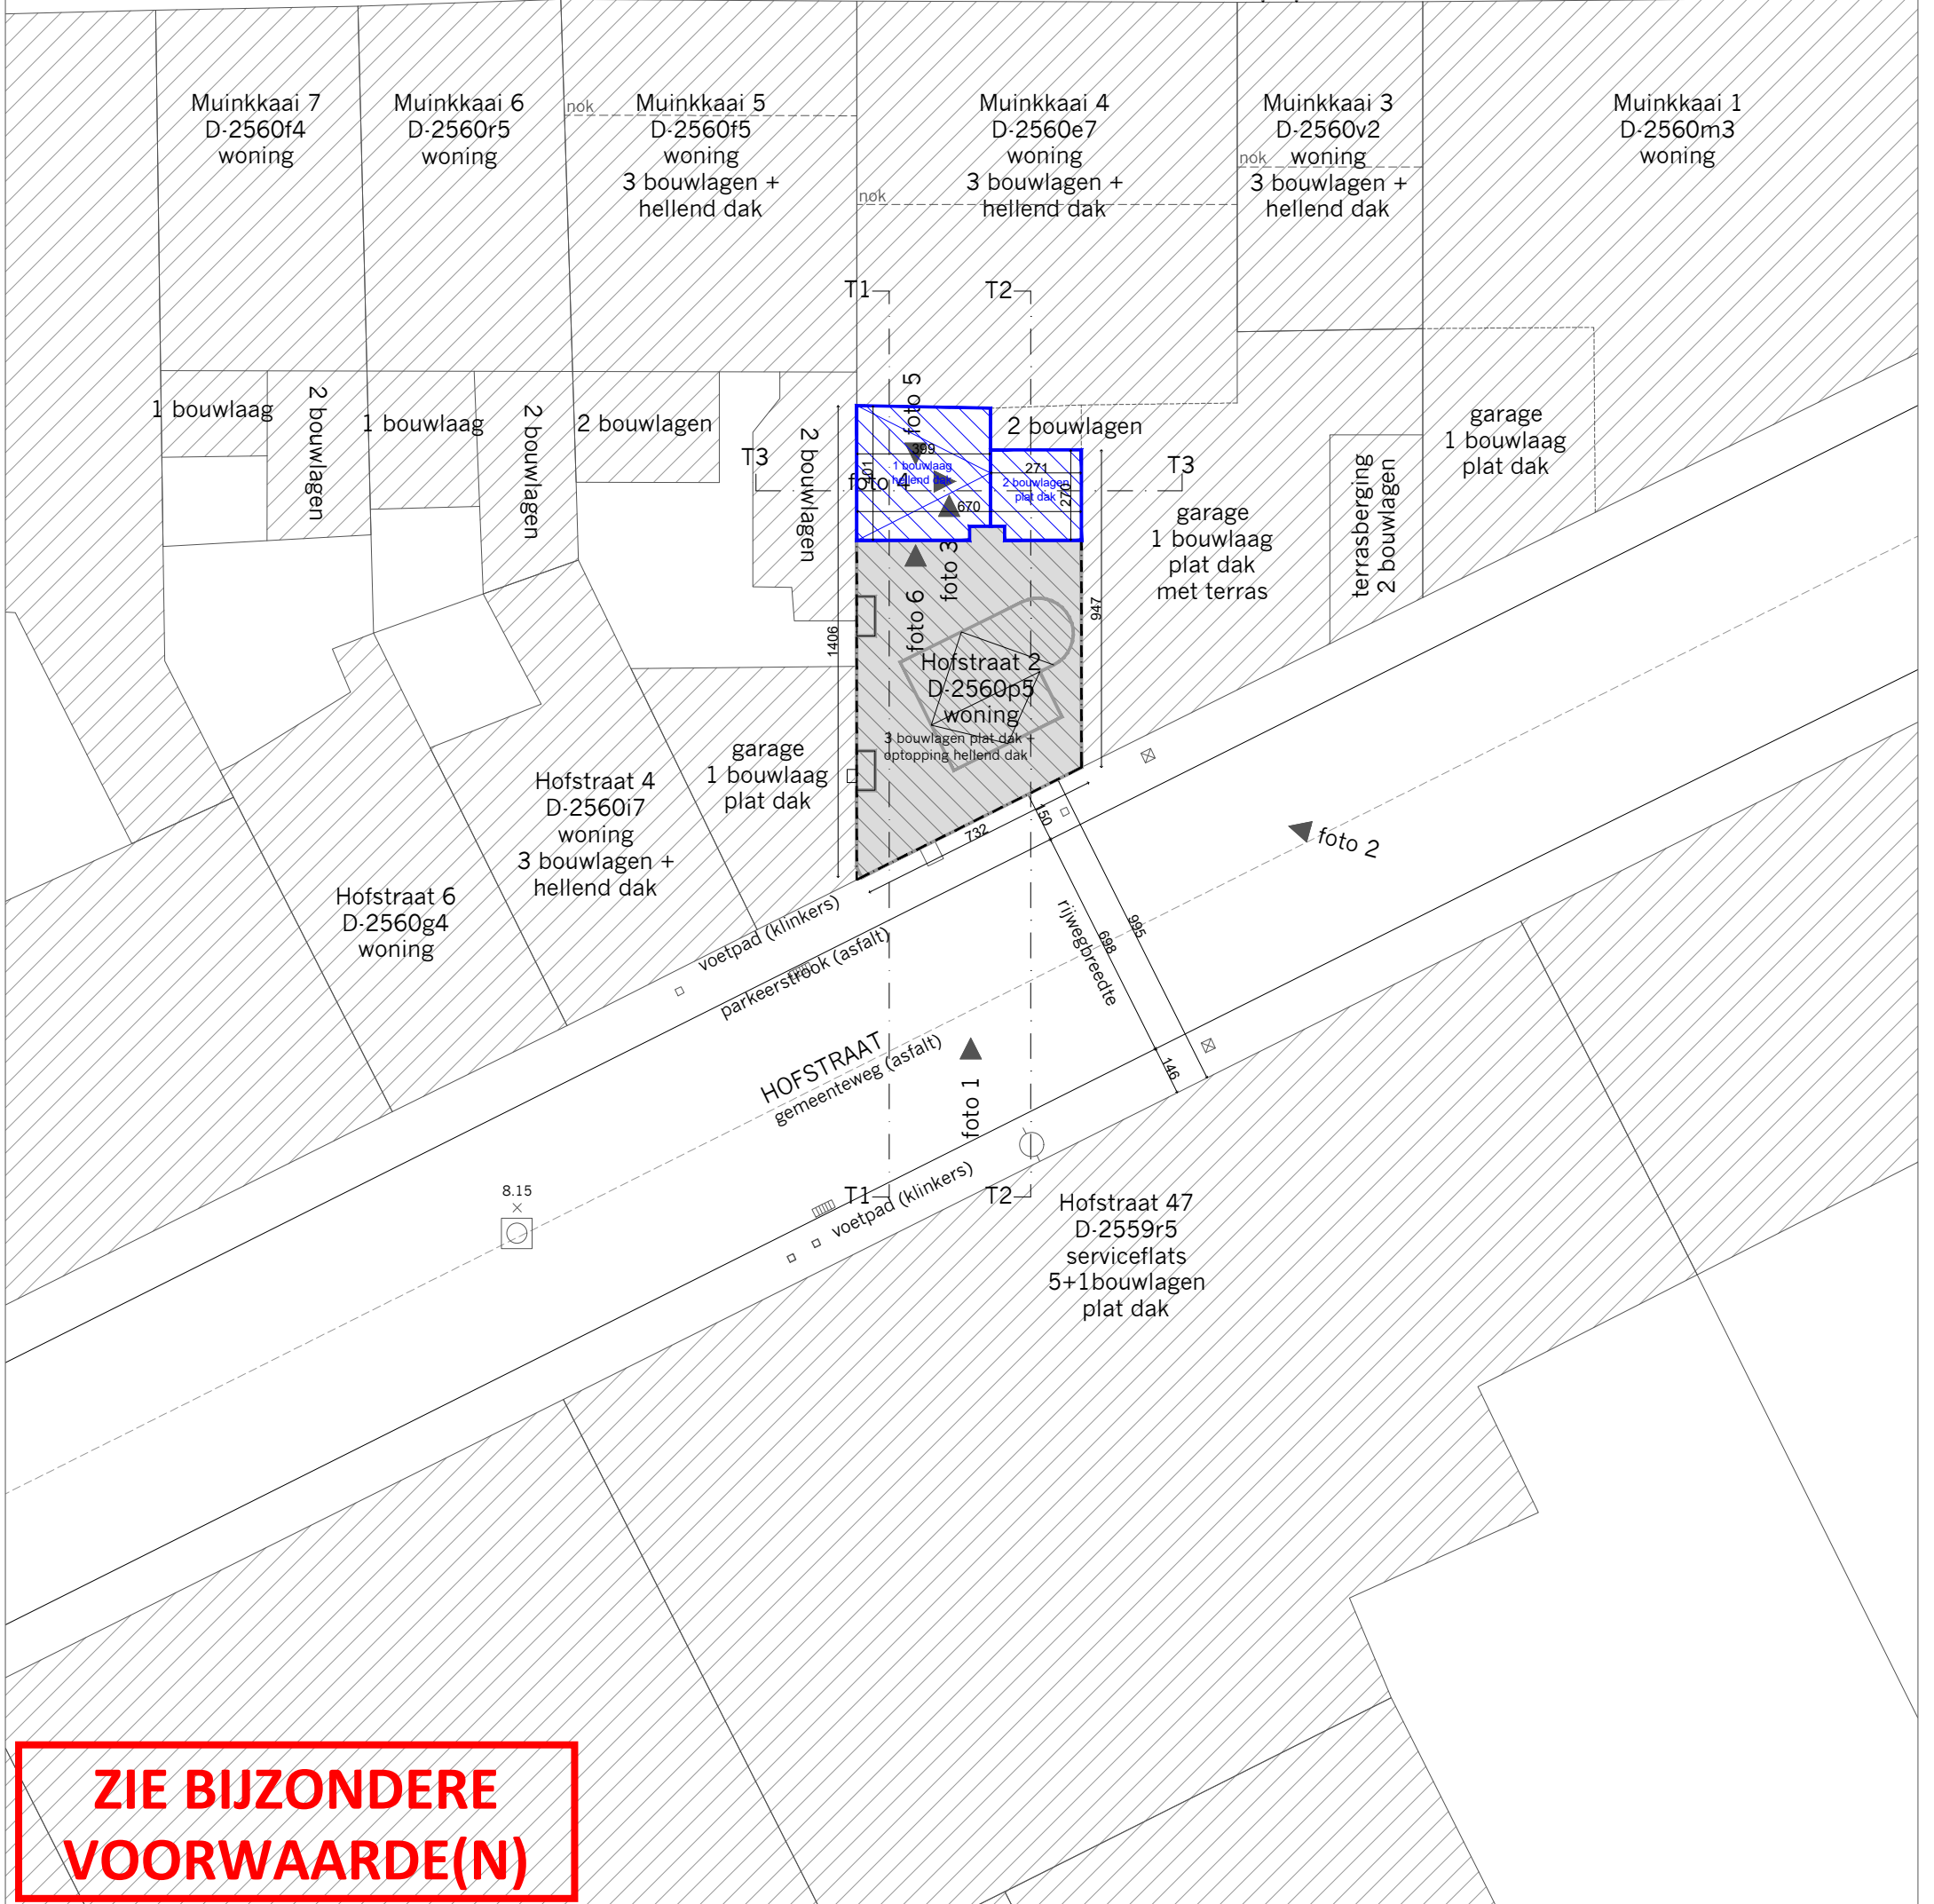 Muinkkaai 7
D-2560f4
woning
Muinkkaai 6
D-2560r5
woning
nok
Muinkkaai 5
D-2560f5
woning
3 bouwlagen +
hellend dak
nok
Muinkkaai 4
D-2560e7
woning
3 bouwlagen +
hellend dak
nok
Muinkkaai 3
D-2560v2
woning
3 bouwlagen +
hellend dak
Muinkkaai 1
D-2560m3
woning
T1
T2
1 bouwlaag
2 bouwlagen
1 bouwlaag
2 bouwlagen
2 bouwlagen
2 bouwlagen
foto 5
2 bouwlagen
T3
T3
399
401
1 bouwlaag
hellend dak
foto 4
670
271
2 bouwlagen
plat dak
270
garage
1 bouwlaag
plat dak
terrasberging
2 bouwlagen
garage
1 bouwlaag
plat dak
met terras
foto 3
foto 6
1406
947
Hofstraat 2
D-2560p5
woning
3 bouwlagen plat dak +
optopping hellend dak
garage
1 bouwlaag
plat dak
Hofstraat 4
D-2560i7
woning
3 bouwlagen +
hellend dak
Hofstraat 6
D-2560g4
woning
732
150
foto 2
voetpad (klinkers)
parkeerstrook (asfalt)
rijwegbreedte
698
995
146
HOFSTRAAT
gemeenteweg (asfalt)
foto 1
8.15
T1
T2
voetpad (klinkers)
Hofstraat 47
D-2559r5
serviceflats
5+1bouwlagen
plat dak
ZIE BIJZONDERE
VOORWAARDE(N)